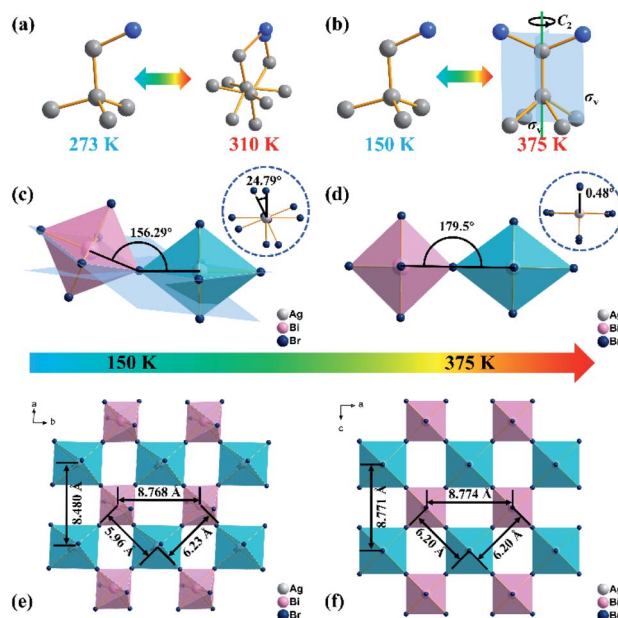 (a)
(b)
C₂
σᵥ
σᵥ
273 K
310 K
150 K
375 K
(c)
24.79°
156.29°
Ag
Bi
Br
(d)
0.48°
179.5°
Ag
Bi
Br
150 K
375 K
a
b
8.480 Å
8.768 Å
5.96 Å
6.23 Å
(e)
Ag
Bi
Br
a
c
8.771 Å
8.774 Å
6.20 Å
6.20 Å
(f)
Ag
Bi
Br